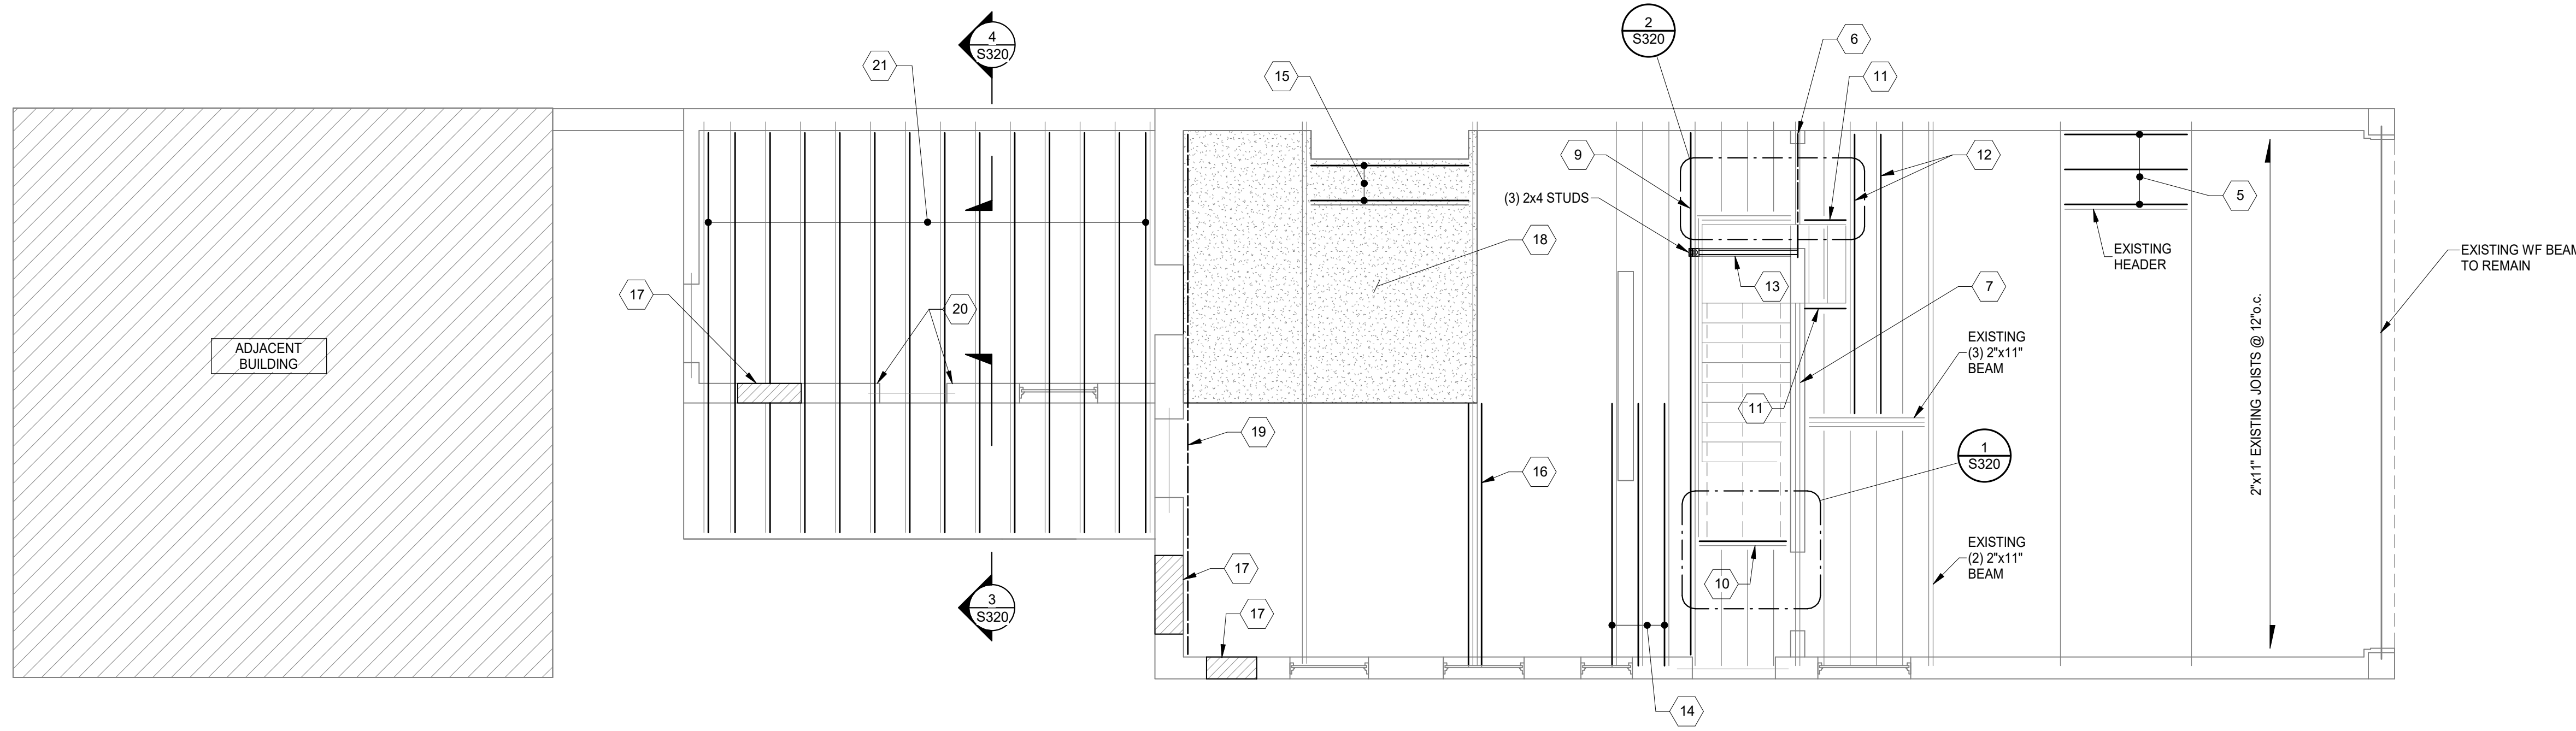 2
S320
4
S320
6
21
15
11
9
12
(3) 2x4 STUDS
5
18
EXISTING
HEADER
EXISTING WF BEAM
TO REMAIN
17
13
7
20
2"x11" EXISTING JOISTS @ 12"o.c.
ADJACENT
BUILDING
EXISTING
(3) 2"x11"
BEAM
11
19
1
S320
16
EXISTING
(2) 2"x11"
BEAM
17
10
3
S320
17
14